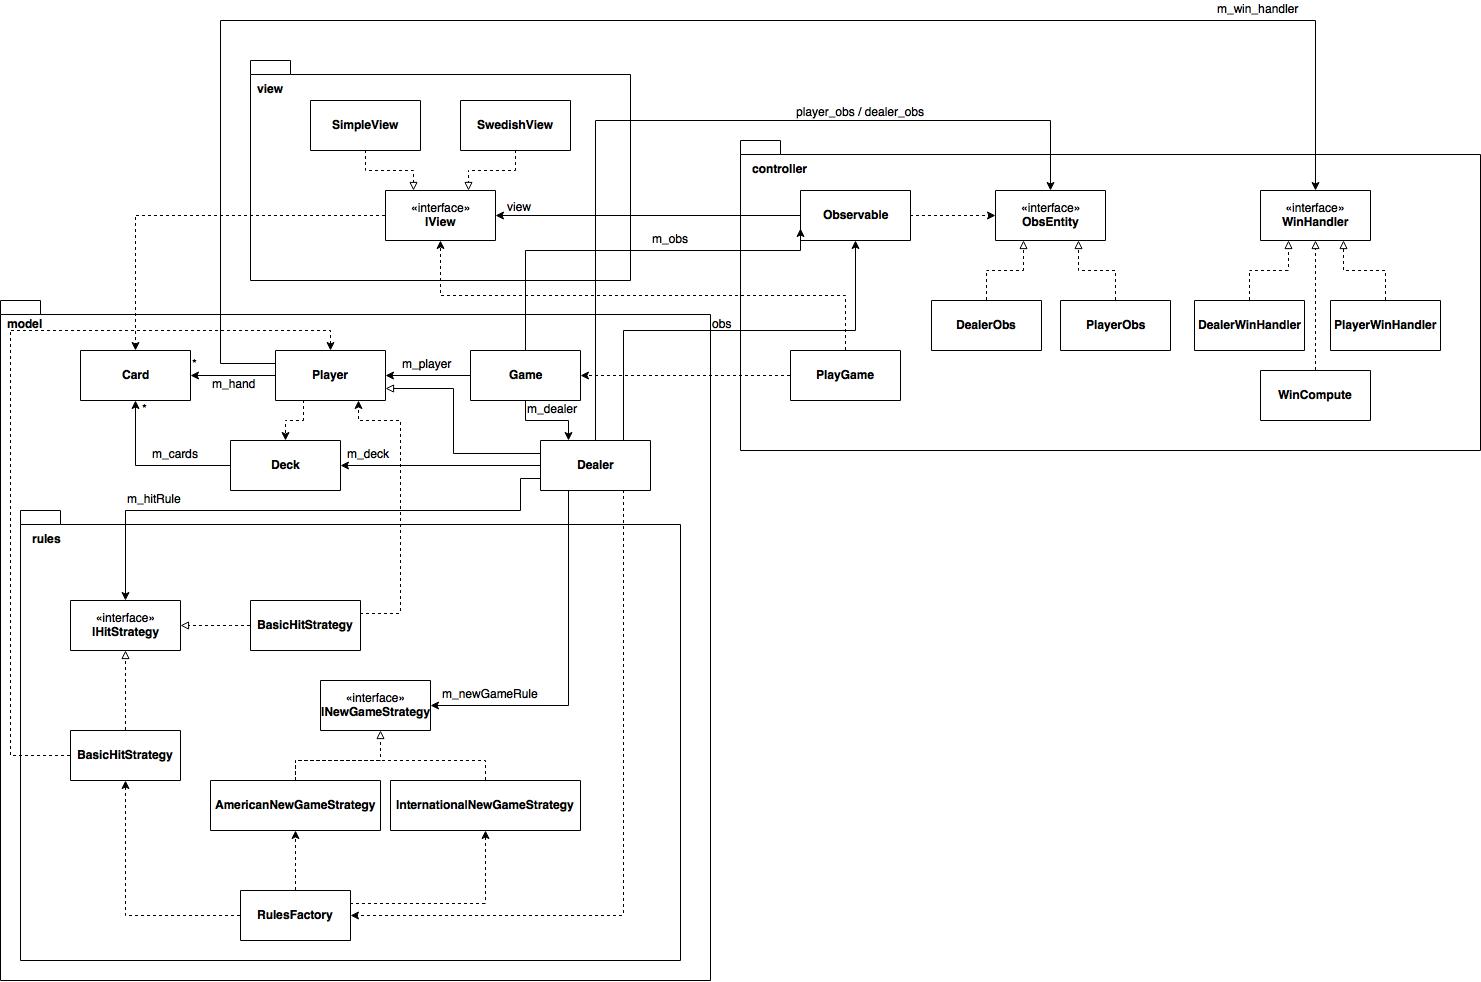 m_win_handler
view
SimpleView
SwedishView
player_obs / dealer_obs
controller
«interface»
IView
view
Observable
«interface»
ObsEntity
«interface»
WinHandler
m_obs
model
obs
DealerObs
PlayerObs
DealerWinHandler
PlayerWinHandler
Card
*
m_hand
Player
m_player
Game
PlayGame
WinCompute
*
m_dealer
m_cards
Deck
m_deck
Dealer
m_hitRule
rules
«interface»
IHitStrategy
BasicHitStrategy
«interface»
INewGameStrategy
m_newGameRule
BasicHitStrategy
AmericanNewGameStrategy
InternationalNewGameStrategy
RulesFactory